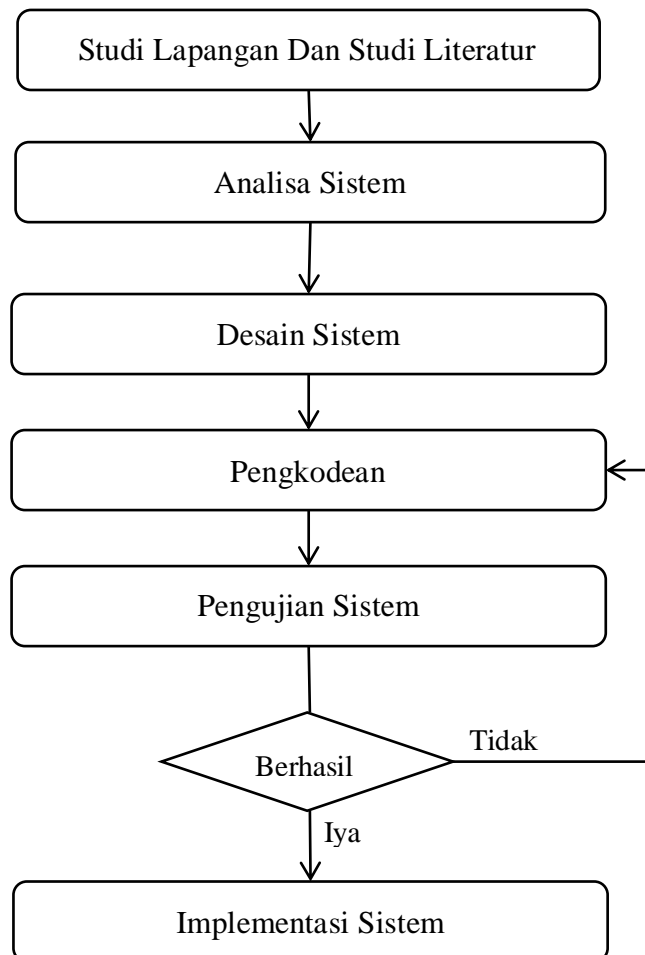 Studi Lapangan Dan Studi Literatur
Analisa Sistem
Desain Sistem
Pengkodean
Pengujian Sistem
Berhasil
Tidak
Iya
Implementasi Sistem